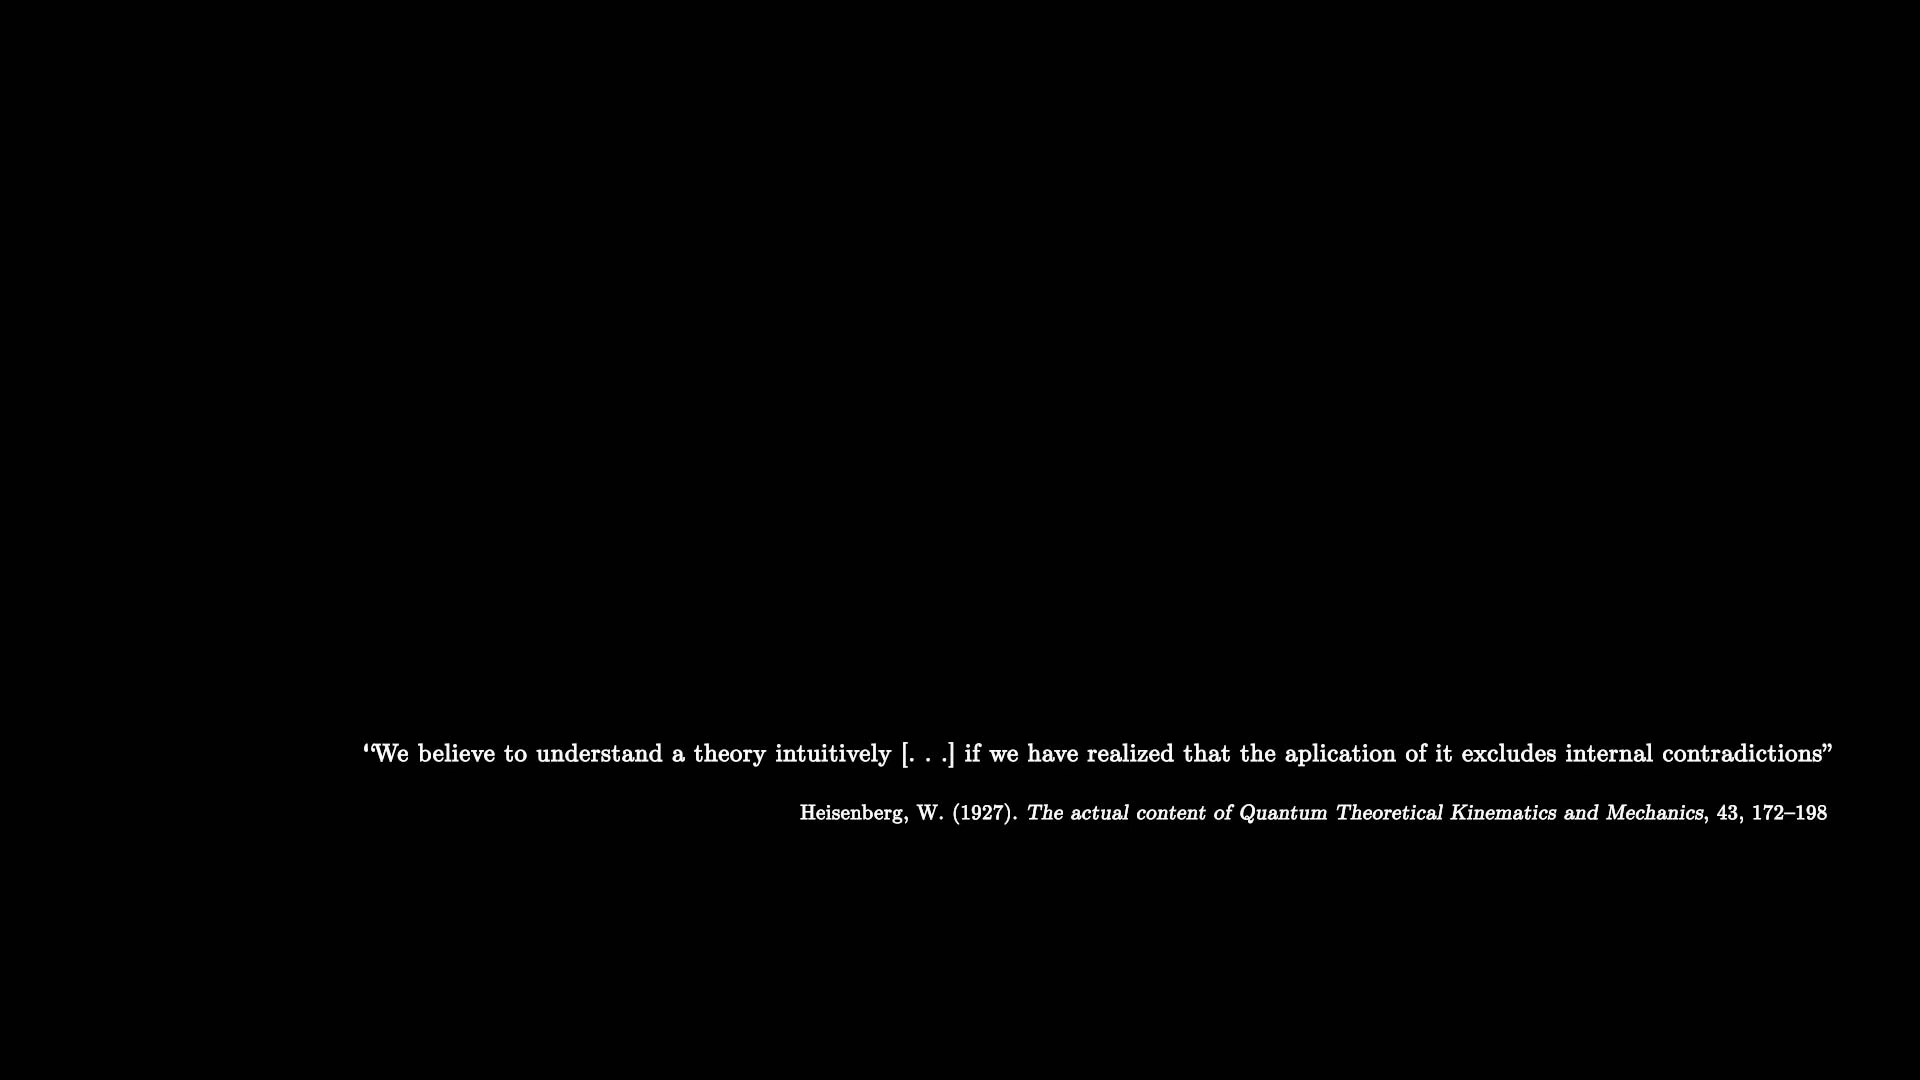 “We believe to understand a theory intuitively [. . .] if we have realized that the aplication of it excludes internal contradictions”
Heisenberg, W. (1927). The actual content of Quantum Theoretical Kinematics and Mechanics, 43, 172–198